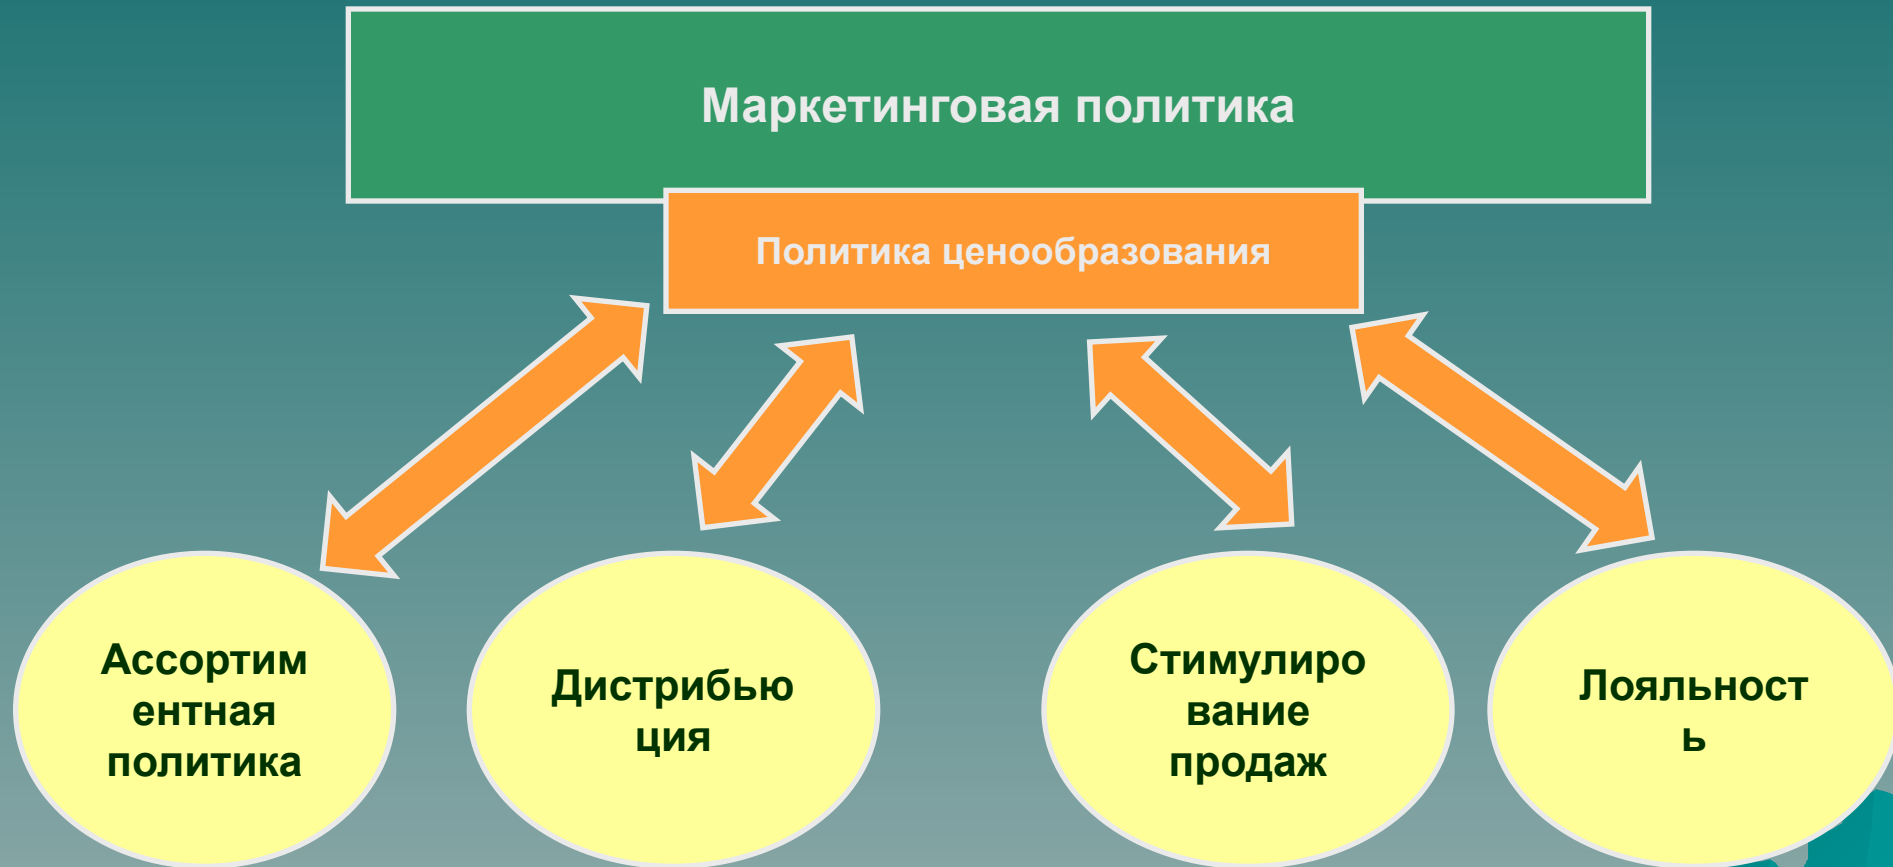 Маркетинговая политика
Политика ценообразования
Ассортим
ентная
политика
Дистрибью
ция
Стимулиро
вание
продаж
Лояльност
ь